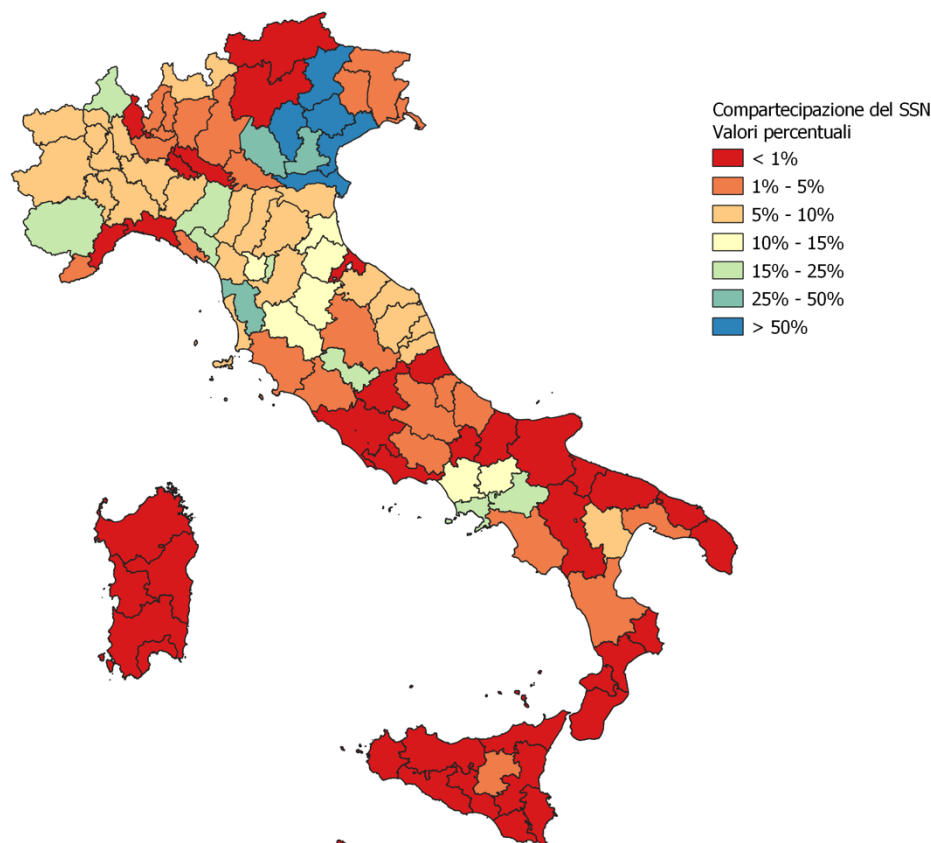 Compartecipazione del SSN
Valori percentuali
< 1%
1% - 5%
5% - 10%
10% - 15%
15% - 25%
25% - 50%
> 50%